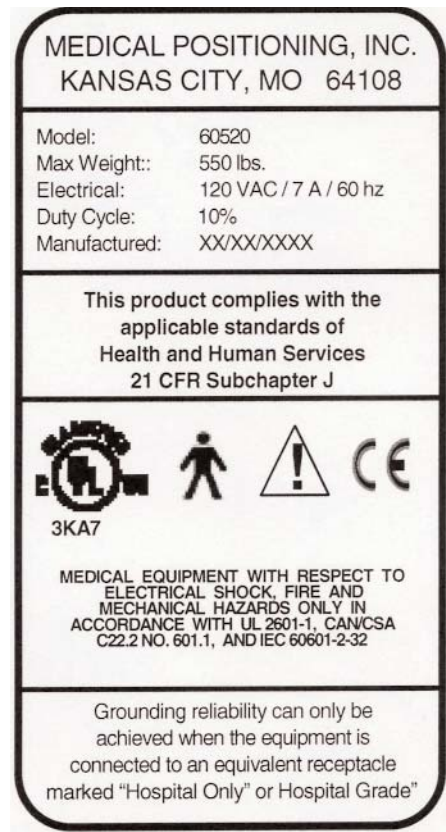 MEDICAL POSITIONING, INC.
KANSAS CITY, MO 64108
Model: 60520
Max Weight:: 550 lbs.
Electrical: 120 VAC / 7 A / 60 hz
Duty Cycle: 10%
Manufactured: XX/XX/XXXX
This product complies with the
applicable standards of
Health and Human Services
21 CFR Subchapter J
C UL
CE
3KA7
MEDICAL EQUIPMENT WITH RESPECT TO
ELECTRICAL SHOCK, FIRE AND
MECHANICAL HAZARDS ONLY IN
ACCORDANCE WITH UL 2601-1, CAN/CSA
C22.2 NO. 601.1, AND IEC 60601-2-32
Grounding reliability can only be
achieved when the equipment is
connected to an equivalent receptacle
marked “Hospital Only” or Hospital Grade”